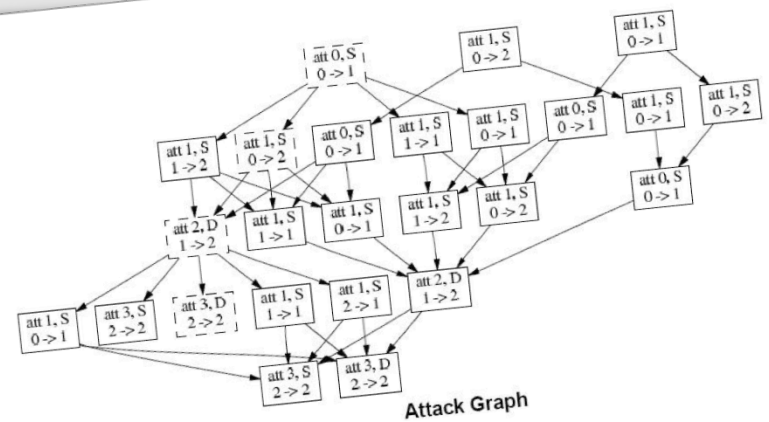 att 0, S
0->1
att 1, S
0->2
att 1, S
0->1
att 1, S
1->2
att 1, S
0->2
att 0, S
0->1
att 1, S
1->1
att 1, S
0->1
att 0, S
0->1
att 1, S
0->1
att 1, S
0->2
att 2, D
1->2
att 1, S
1->1
att 1, S
0->1
att 1, S
1->2
att 1, S
0->2
att 0, S
0->1
att 1, S
0->1
att 3, S
2->2
att 3, D
2->2
att 1, S
1->1
att 1, S
2->1
att 2, D
1->2
att 3, S
2->2
att 3, D
2->2
Attack Graph